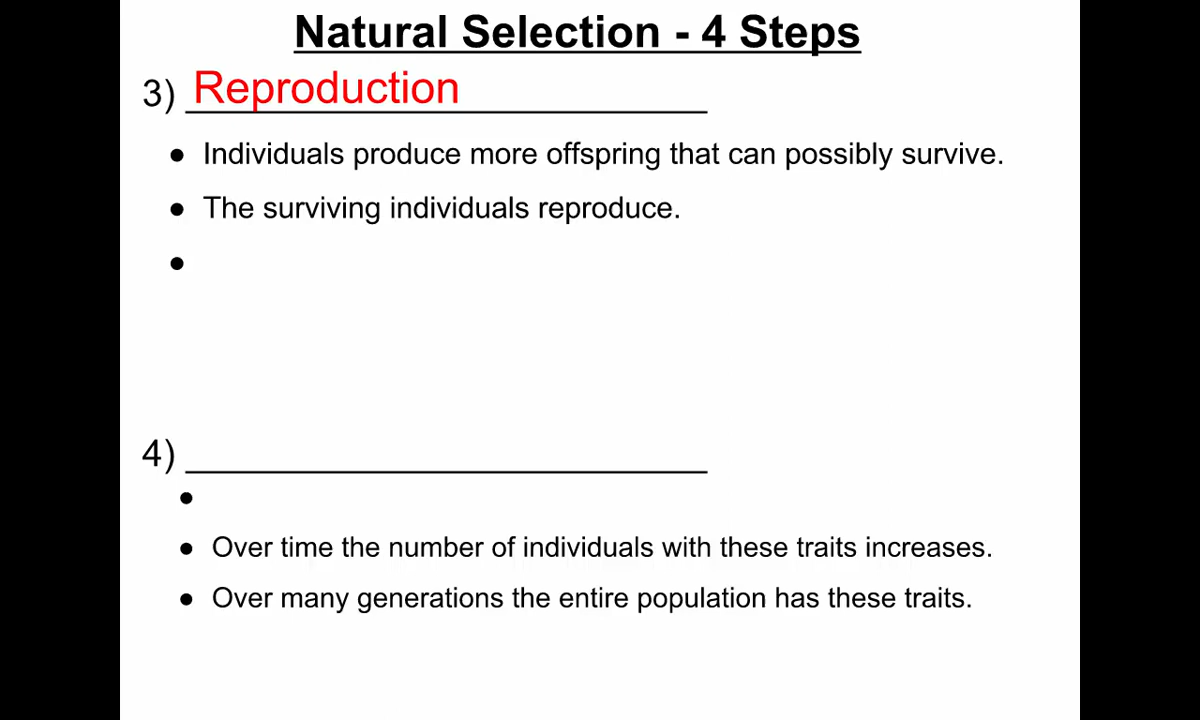 Natural Selection - 4 Steps
3) Reproduction
● Individuals produce more offspring that can possibly survive.
● The surviving individuals reproduce.
●
4)
●
● Over time the number of individuals with these traits increases.
● Over many generations the entire population has these traits.